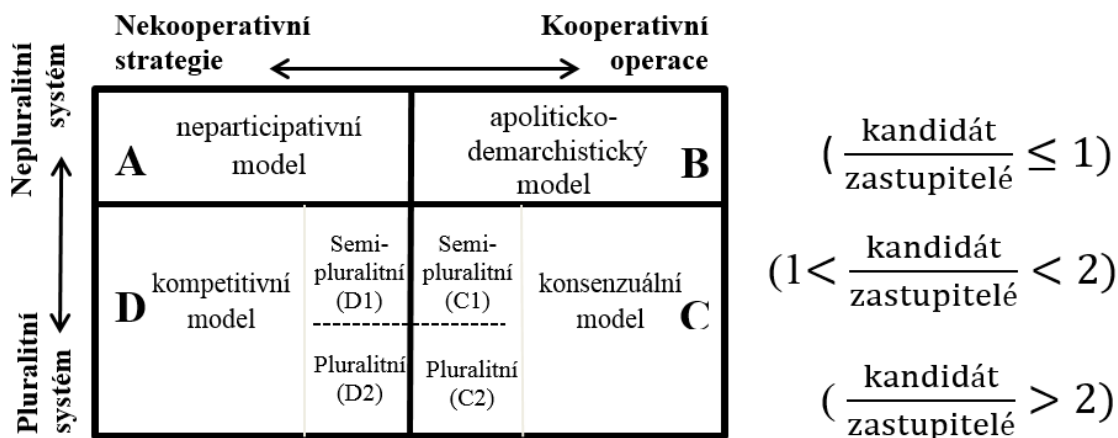 Nekooperativní
strategie
Kooperativní
operace
Nepluralitní
systém
Pluralitní
systém
A
neparticipativní
model
apoliticko-
demarchistický
model
B
D
kompetitivní
model
Semi-
pluralitní
(D1)
Semi-
pluralitní
(C1)
konsenzuální
model
C
Pluralitní
(D2)
Pluralitní
(C2)
(kandidát/zastupitelé ≤ 1)
(1< kandidát/zastupitelé < 2)
(kandidát/zastupitelé > 2)